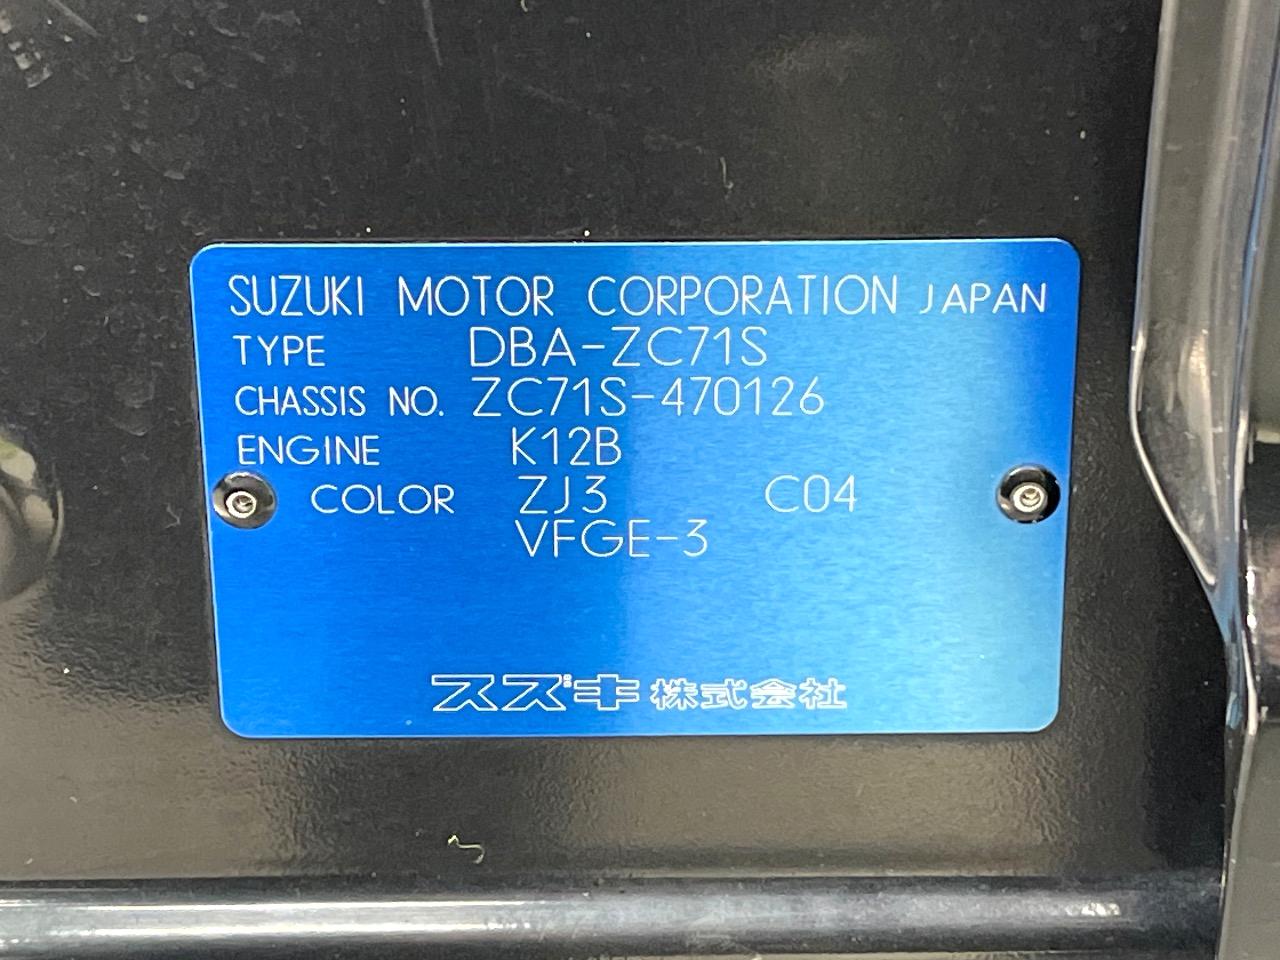 SUZUKI MOTOR CORPORATION JAPAN
TYPE DBA-ZC71S
CHASSIS NO. ZC71S-470126
ENGINE K12B
COLOR ZJ3 C04
VFGE-3
スズキ株式会社